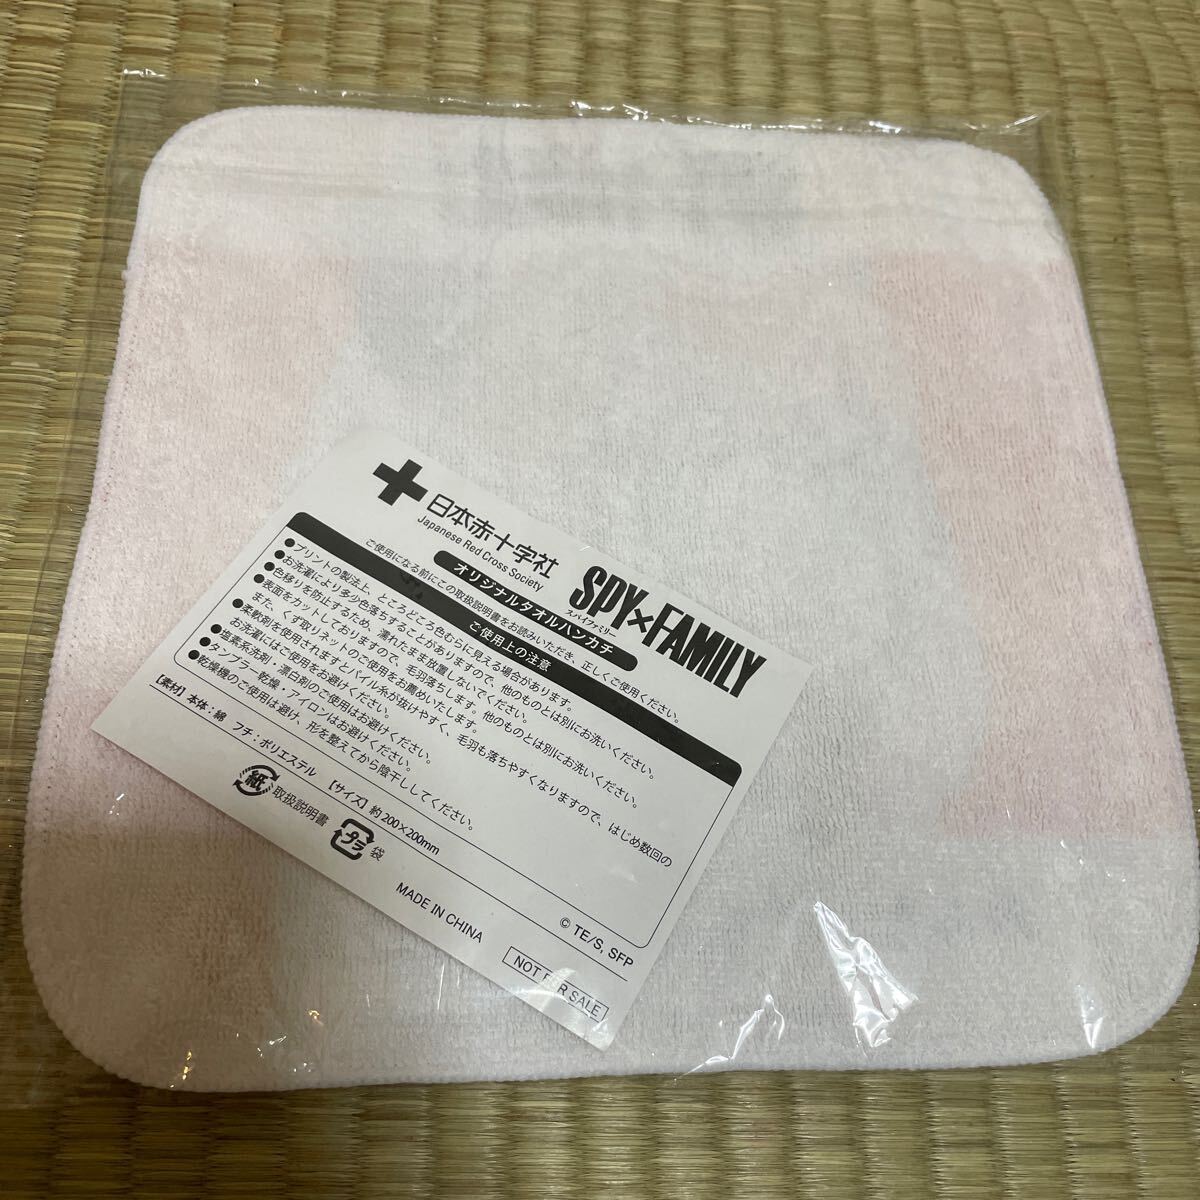 日本赤十字社
Japanese Red Cross Society
SPY×FAMILY
スパイファミリー
オリジナルタオルハンカチ
ご使用になる前にこの取扱説明書をお読みいただき、正しくご使用ください。
ご使用上の注意
●プリントの製法上、ところどころ色むらに見える場合があります。
●お洗濯により多少色落ちすることがありますので、他のものとは別にお洗いください。
●色移りを防止するため、濡れたまま放置しないでください。
●表面をカットしておりますので、毛羽落ちします。他のものとは別にお洗いください。
また、くず取りネットのご使用をお薦めいたします。
●柔軟剤を使用されますとパイル糸が抜けやすく、毛羽も落ちやすくなりますので、はじめ数回の
お洗濯にはご使用をお避けください。
●塩素系洗剤・漂白剤のご使用はお避けください。
●タンブラー乾燥・アイロンはお避けください。
●乾燥機のご使用は避け、形を整えてから陰干ししてください。
【素材】本体:綿 フチ:ポリエステル 【サイズ】約200×200mm
紙 取扱説明書 プラ 袋
© TE/S, SFP
MADE IN CHINA
NOT FOR SALE